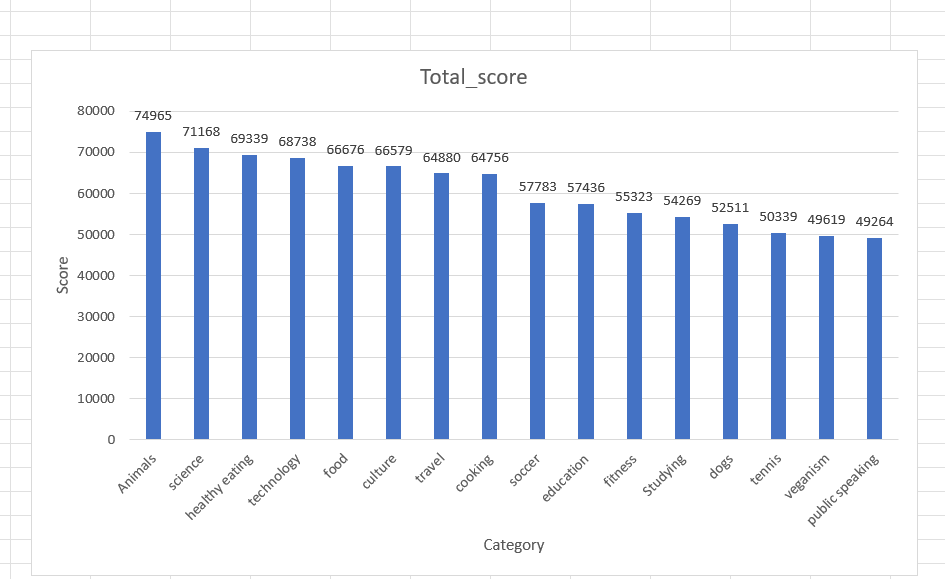 Total_score
80000
70000
60000
50000
40000
30000
20000
10000
0
Score
74965 71168 69339 68738 66676 66579 64880 64756 57783 57436 55323 54269 52511 50339 49619 49264
Animals science healthy eating technology food culture travel cooking soccer education fitness Studying dogs tennis veganism public speaking
Category